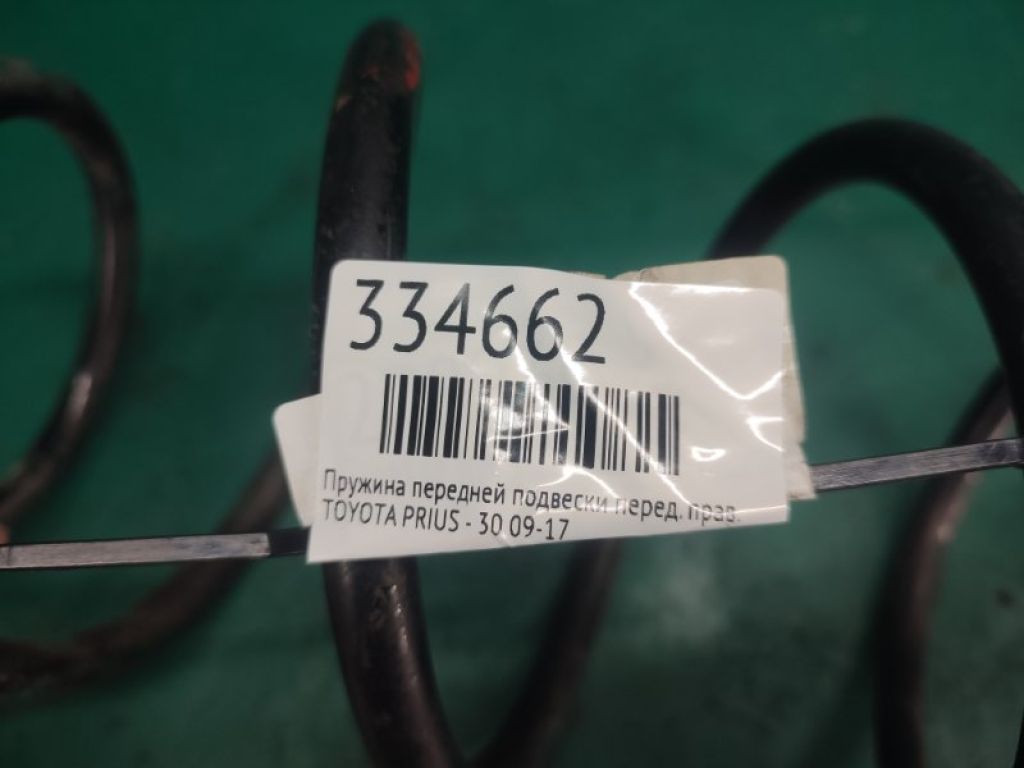 334662
Пружина передней подвески перед. прав.
TOYOTA PRIUS - 30 09-17